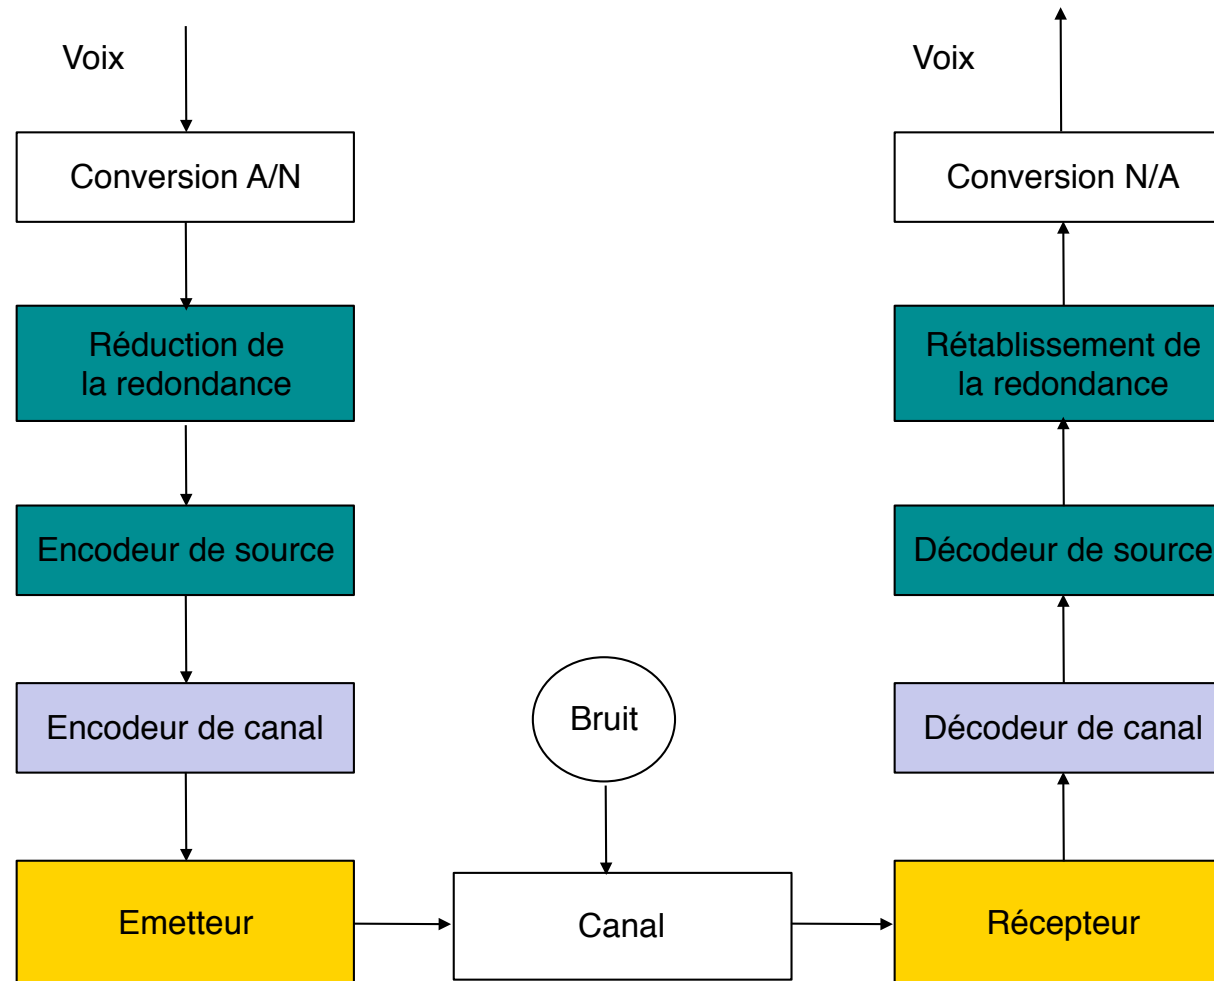 Voix
Conversion A/N
Réduction de
la redondance
Encodeur de source
Encodeur de canal
Emetteur
Bruit
Canal
Voix
Conversion N/A
Rétablissement de
la redondance
Décodeur de source
Décodeur de canal
Récepteur